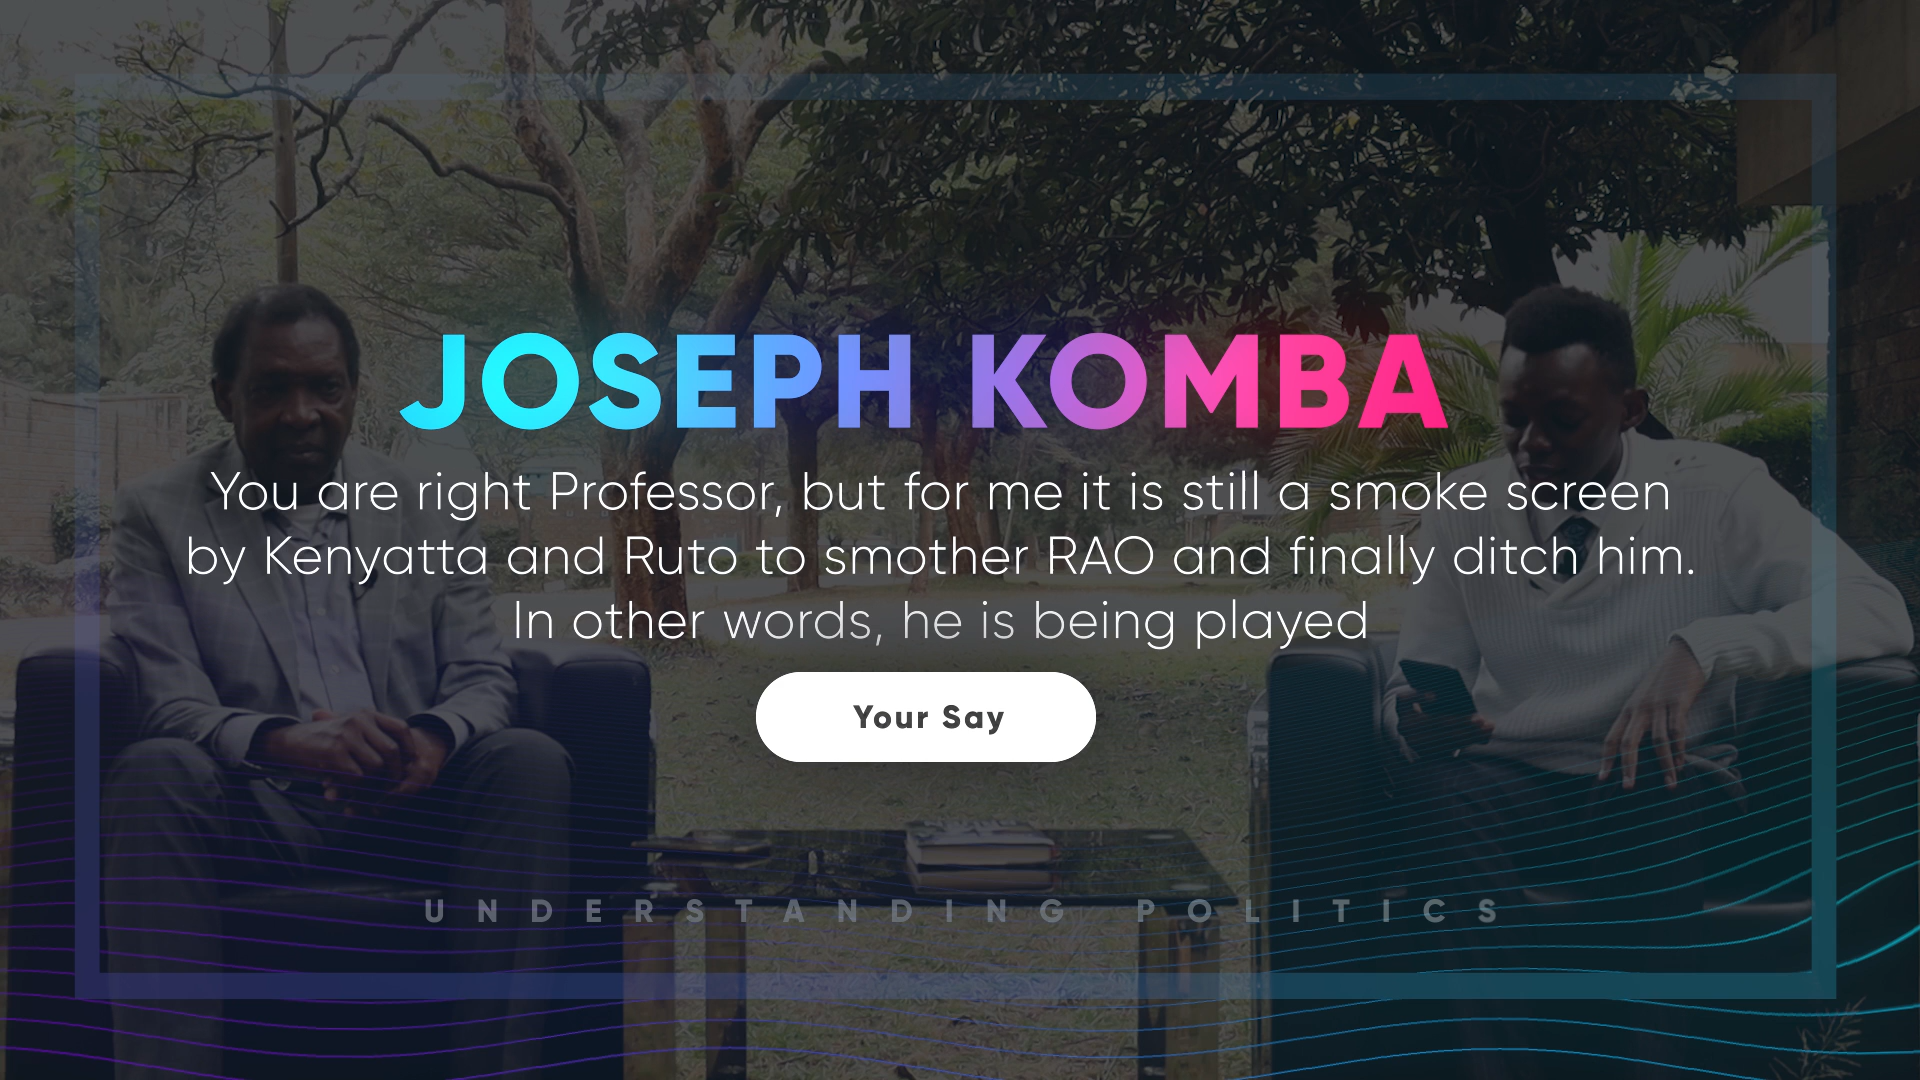 JOSEPH KOMBA
You are right Professor, but for me it is still a smoke screen
by Kenyatta and Ruto to smother RAO and finally ditch him.
In other words, he is being played
Your Say
UNDERSTANDING POLITICS